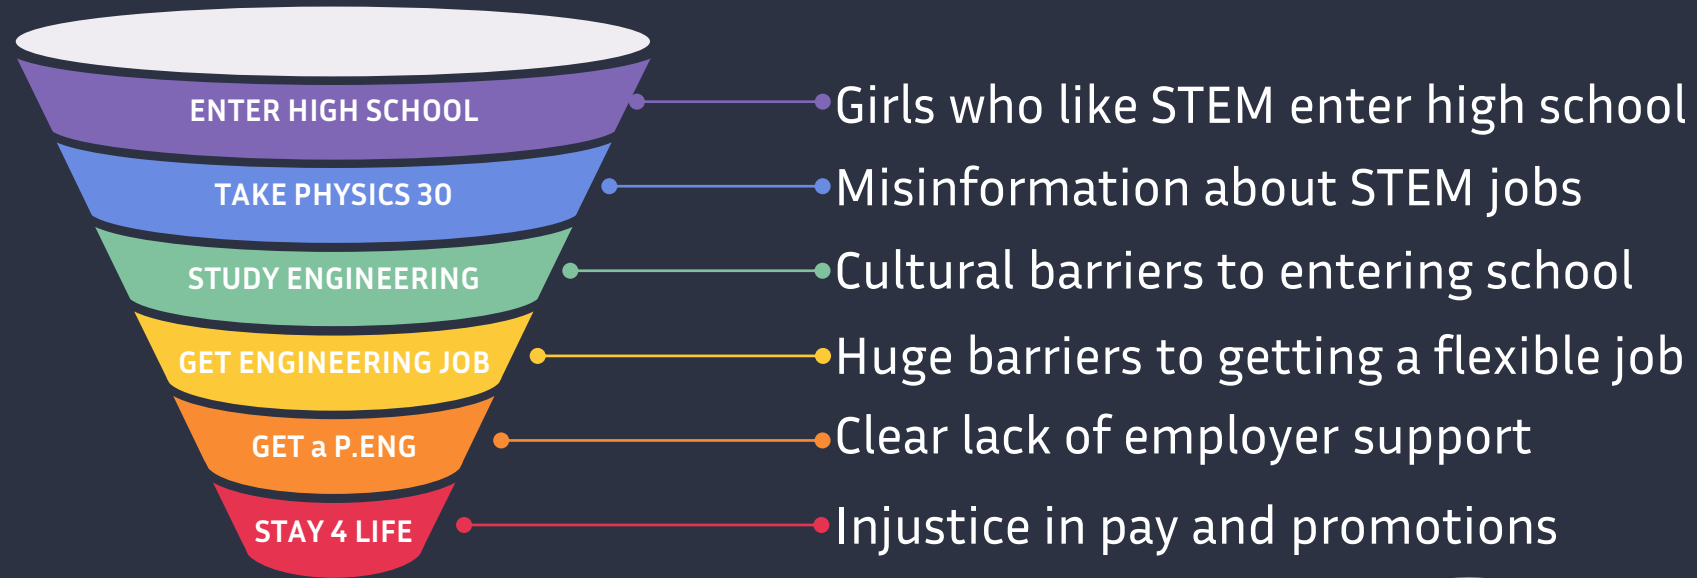 ENTER HIGH SCHOOL
Girls who like STEM enter high school
TAKE PHYSICS 30
Misinformation about STEM jobs
STUDY ENGINEERING
Cultural barriers to entering school
GET ENGINEERING JOB
Huge barriers to getting a flexible job
GET a P.ENG
Clear lack of employer support
STAY 4 LIFE
Injustice in pay and promotions